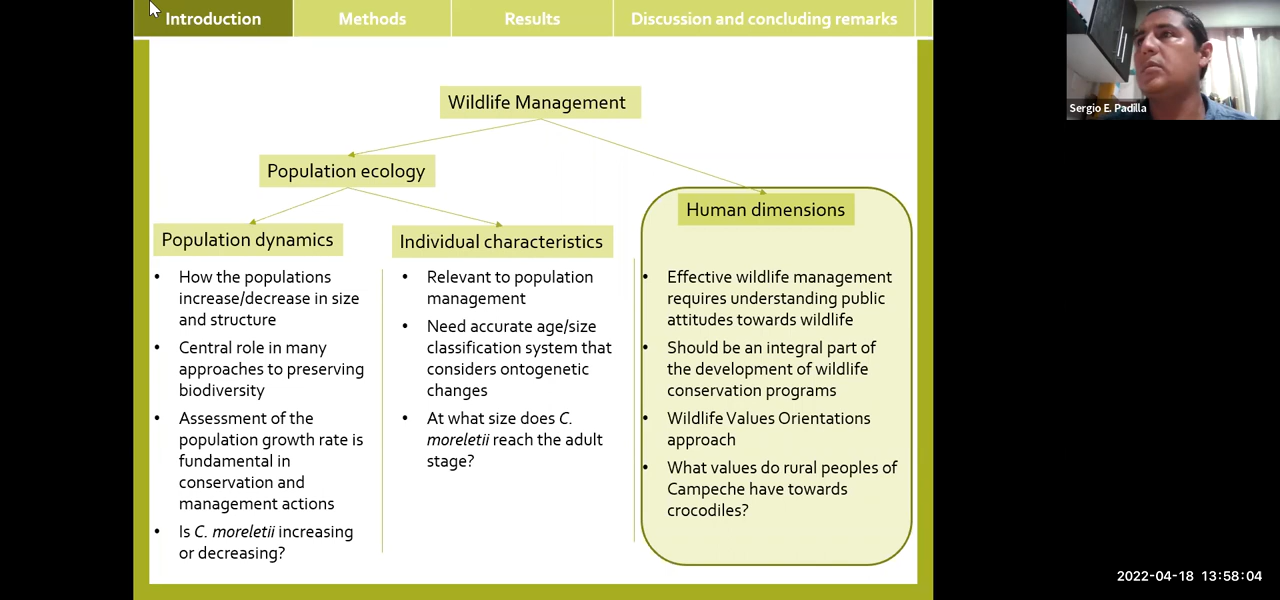 Introduction
Methods
Results
Discussion and concluding remarks
Sergio E. Padilla
Wildlife Management
Population ecology
Human dimensions
Population dynamics
Individual characteristics
• How the populations
increase/decrease in size
and structure
• Central role in many
approaches to preserving
biodiversity
• Assessment of the
population growth rate is
fundamental in
conservation and
management actions
• Is C. moreletii increasing
or decreasing?
• Relevant to population
management
• Need accurate age/size
classification system that
considers ontogenetic
changes
• At what size does C.
moreletii reach the adult
stage?
• Effective wildlife management
requires understanding public
attitudes towards wildlife
• Should be an integral part of
the development of wildlife
conservation programs
• Wildlife Values Orientations
approach
• What values do rural peoples of
Campeche have towards
crocodiles?
2022-04-18 13:58:04